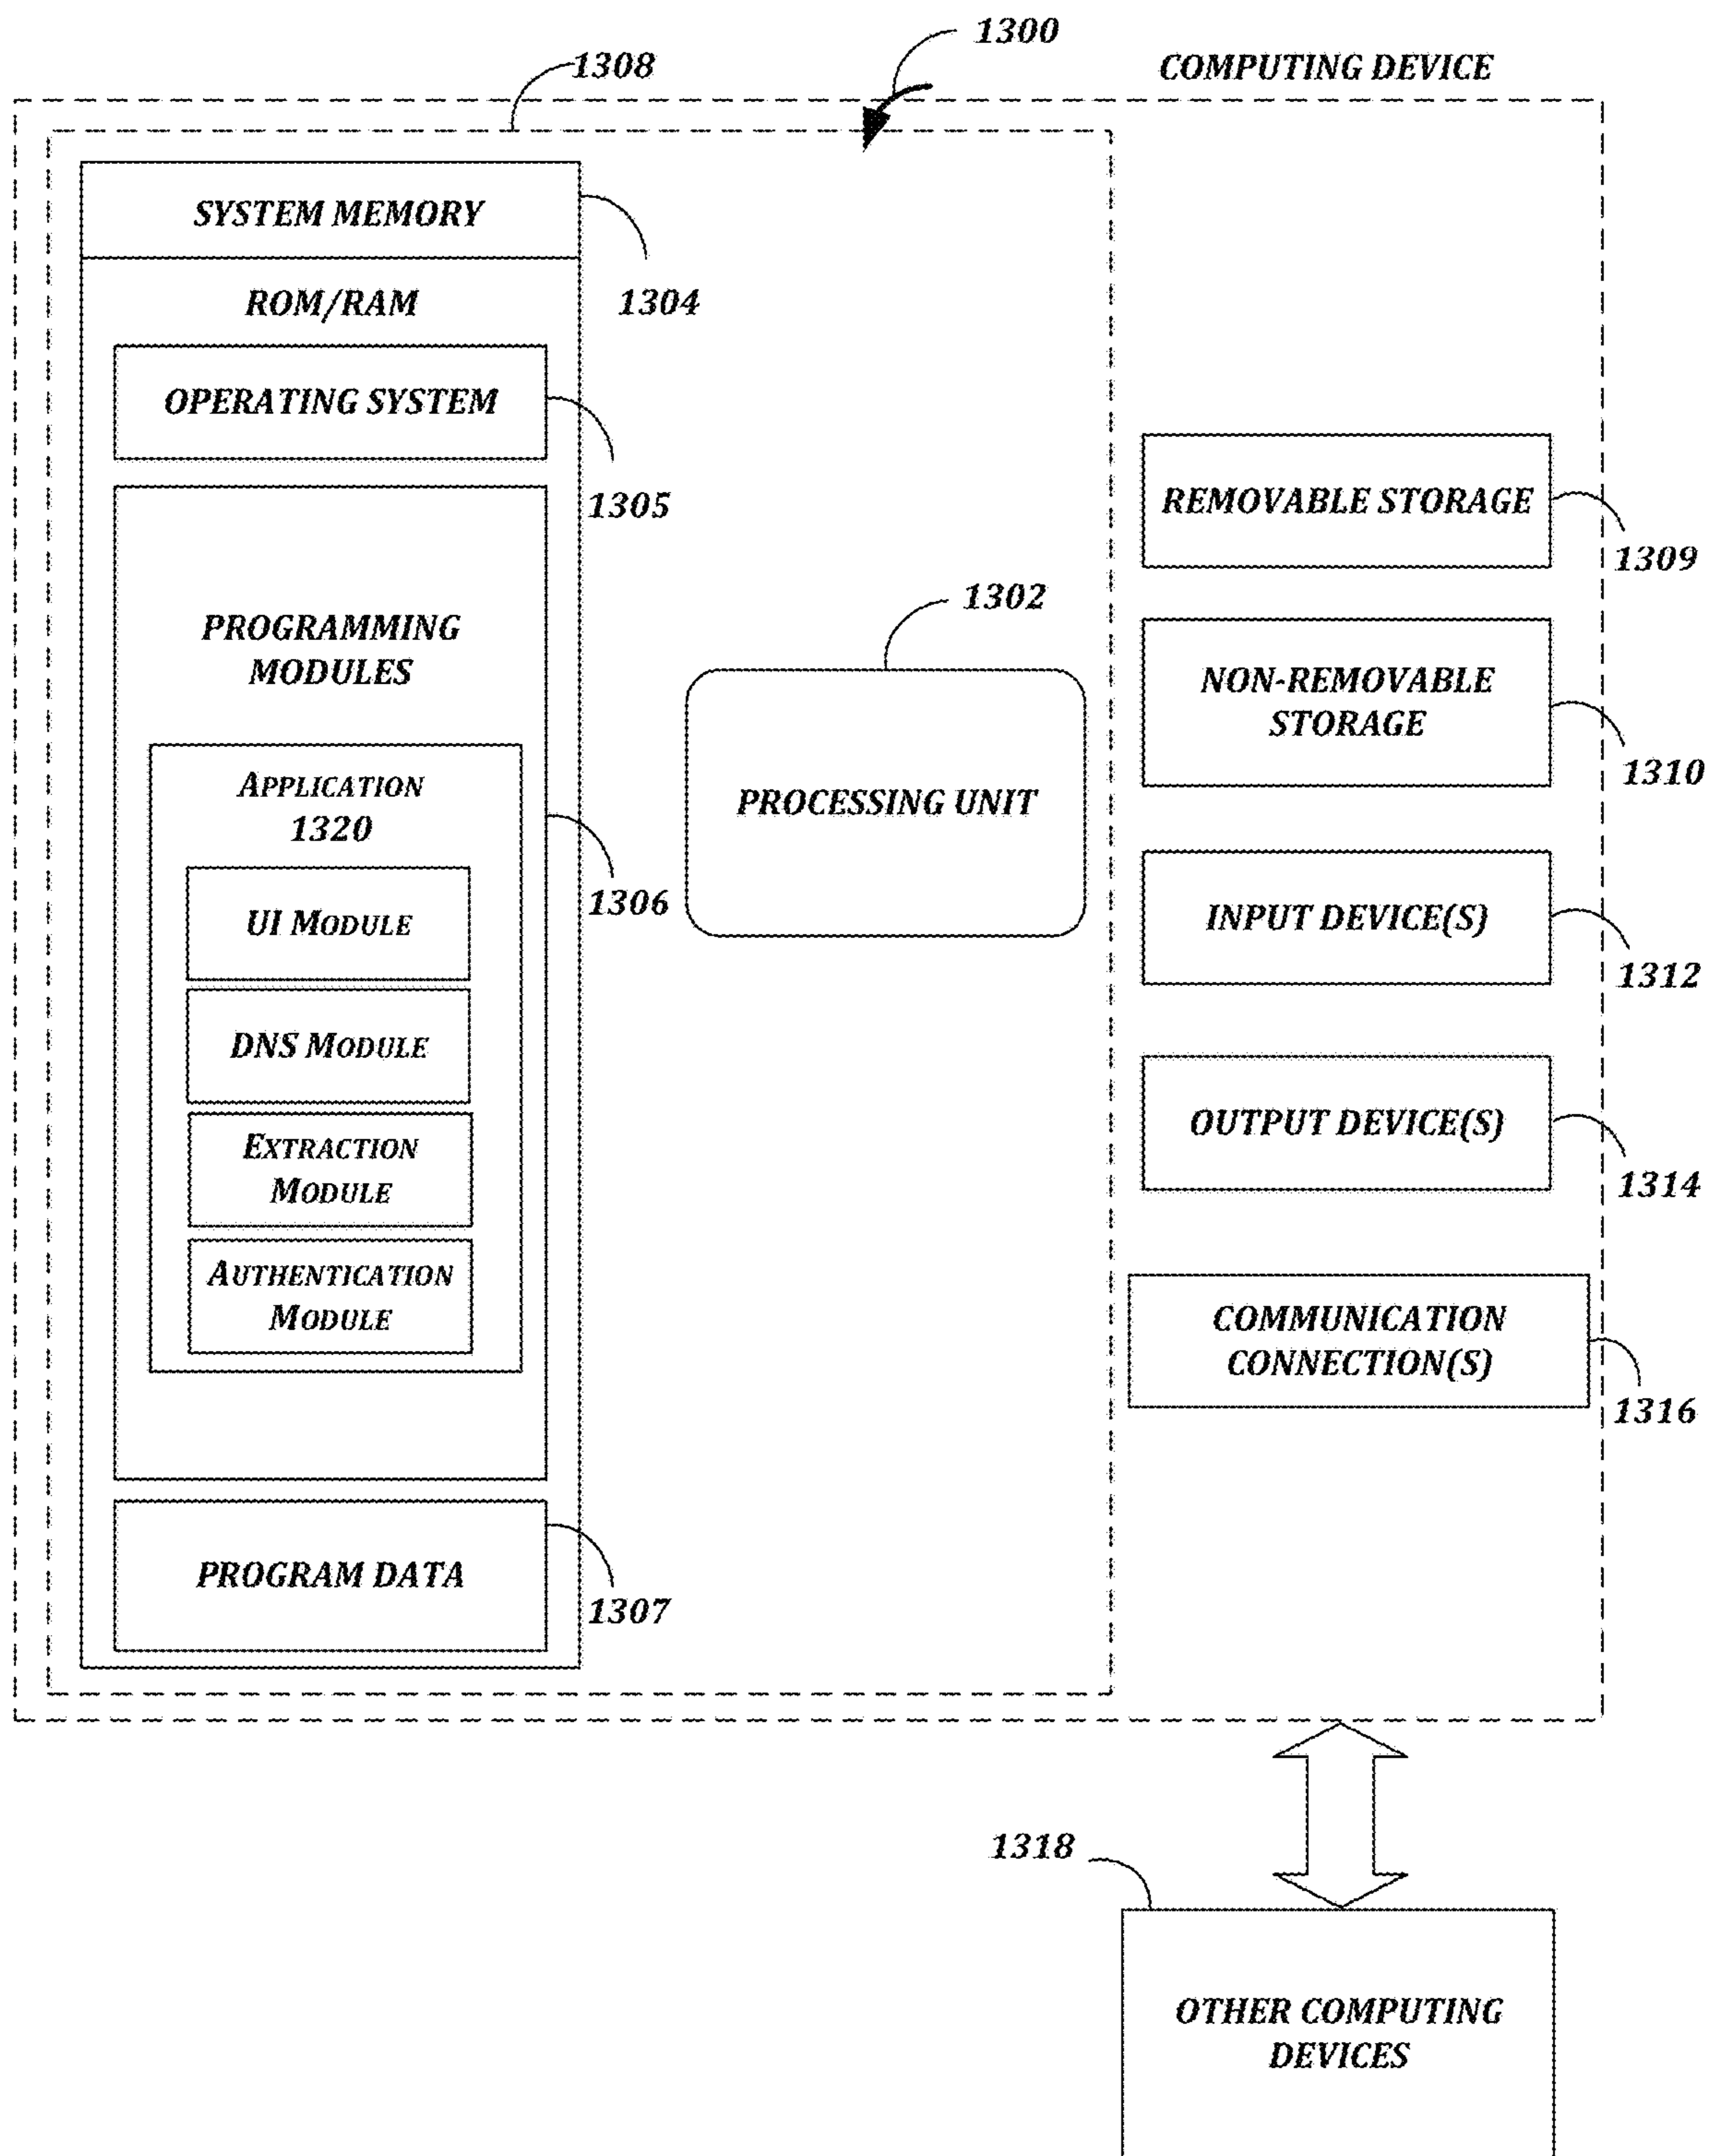 1300
1308
COMPUTING DEVICE
SYSTEM MEMORY
1304
ROM/RAM
OPERATING SYSTEM
1305
PROGRAMMING
MODULES
APPLICATION
1320
1306
UI MODULE
DNS MODULE
EXTRACTION
MODULE
AUTHENTICATION
MODULE
PROGRAM DATA
1307
1302
PROCESSING UNIT
REMOVABLE STORAGE
1309
NON-REMOVABLE
STORAGE
1310
INPUT DEVICE(S)
1312
OUTPUT DEVICE(S)
1314
COMMUNICATION
CONNECTION(S)
1316
1318
OTHER COMPUTING
DEVICES